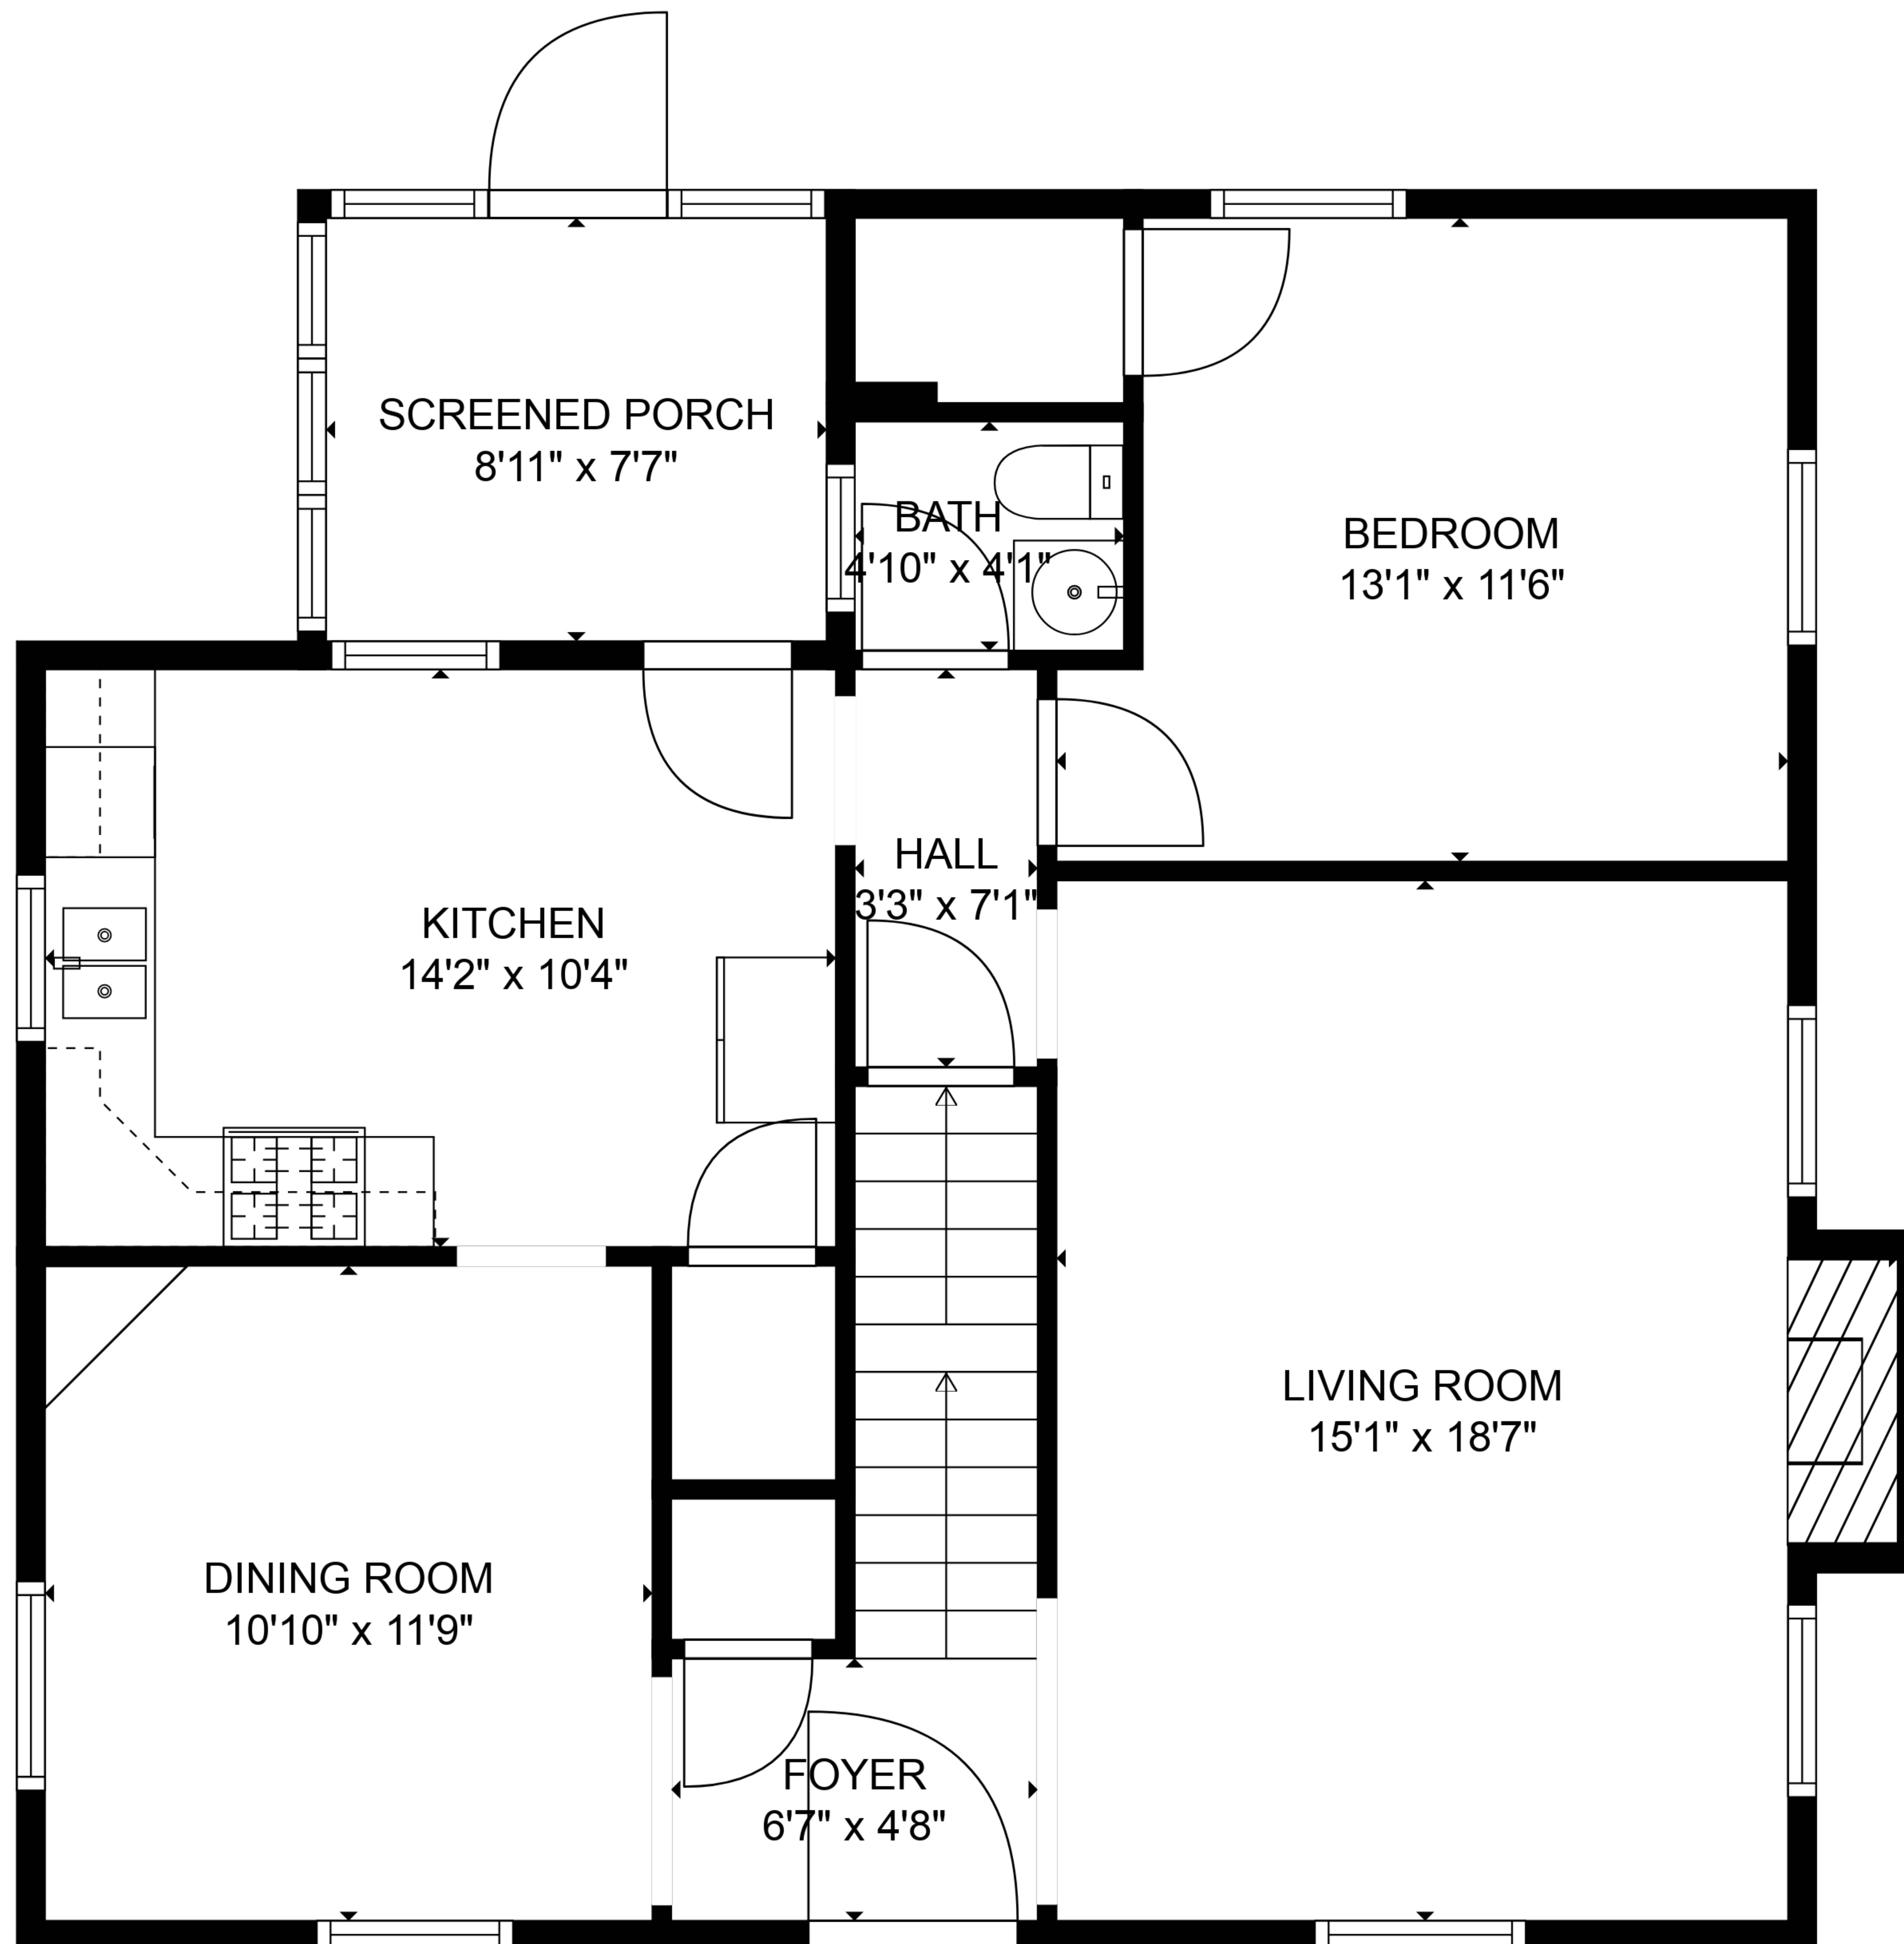 SCREENED PORCH
8'11" x 7'7"
BATH
4'10" x 4'1"
BEDROOM
13'1" x 11'6"
HALL
3'3" x 7'1"
KITCHEN
14'2" x 10'4"
LIVING ROOM
15'1" x 18'7"
DINING ROOM
10'10" x 11'9"
FOYER
6'7" x 4'8"